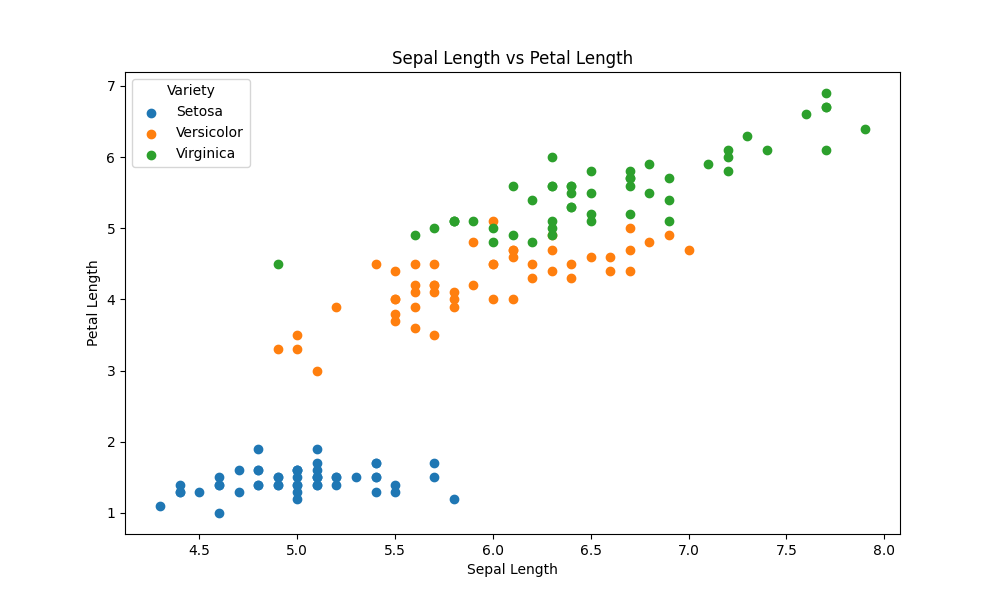 Sepal Length vs Petal Length
Variety
Setosa
Versicolor
Virginica
Petal Length
7
6
5
4
3
2
1
4.5 5.0 5.5 6.0 6.5 7.0 7.5 8.0
Sepal Length